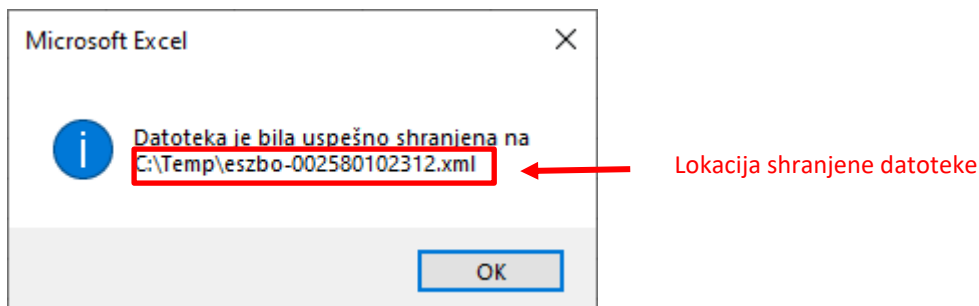 Microsoft Excel
Datoteka je bila uspešno shranjena na
C:\Temp\eszbo-002580102312.xml
Lokacija shranjene datoteke
OK